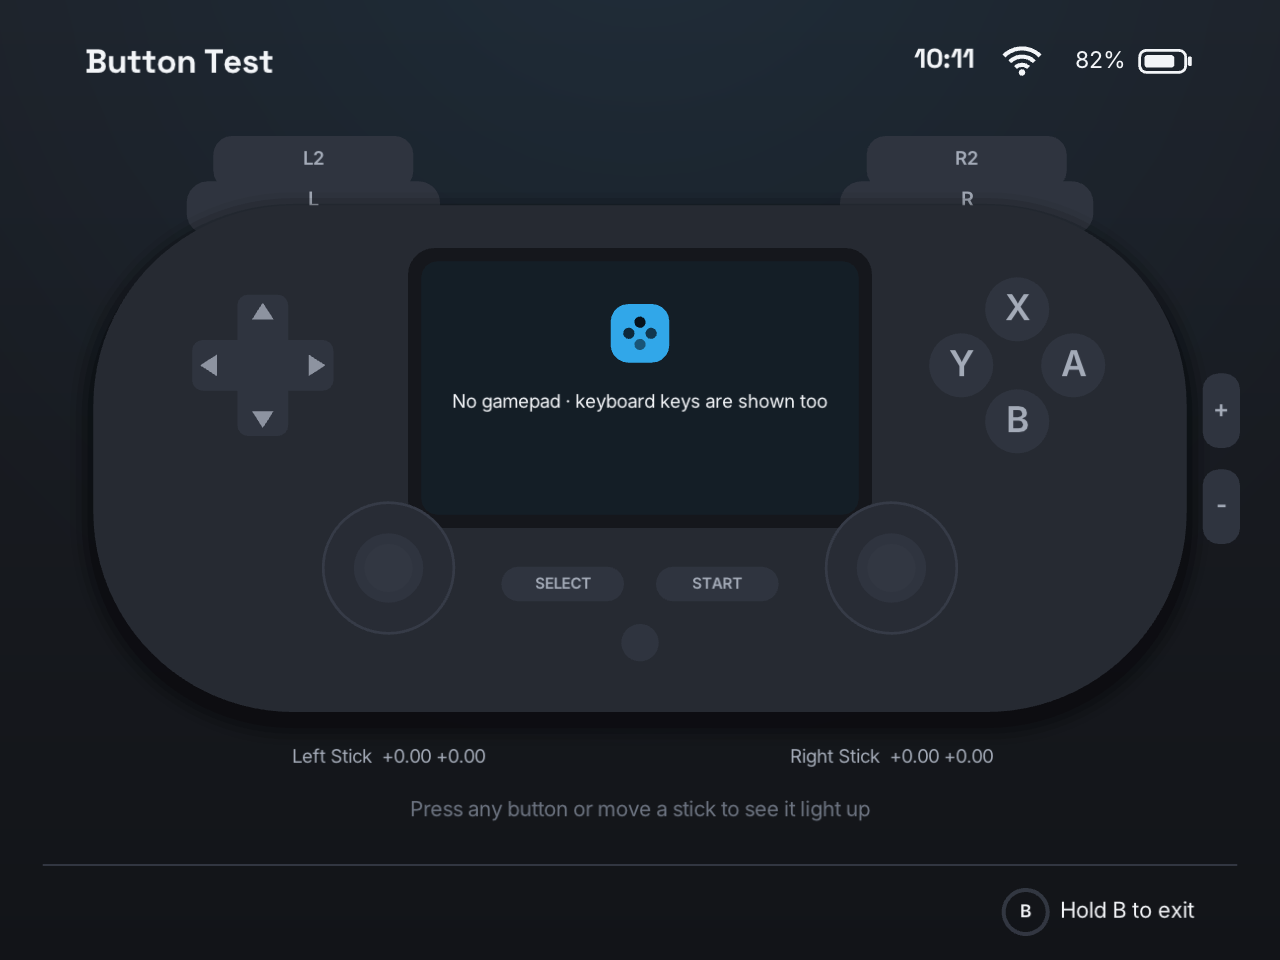 Button Test
10:11
82%
L2
R2
L
R
X
Y
A
B
+
-
No gamepad · keyboard keys are shown too
SELECT
START
Left Stick +0.00 +0.00
Right Stick +0.00 +0.00
Press any button or move a stick to see it light up
B Hold B to exit